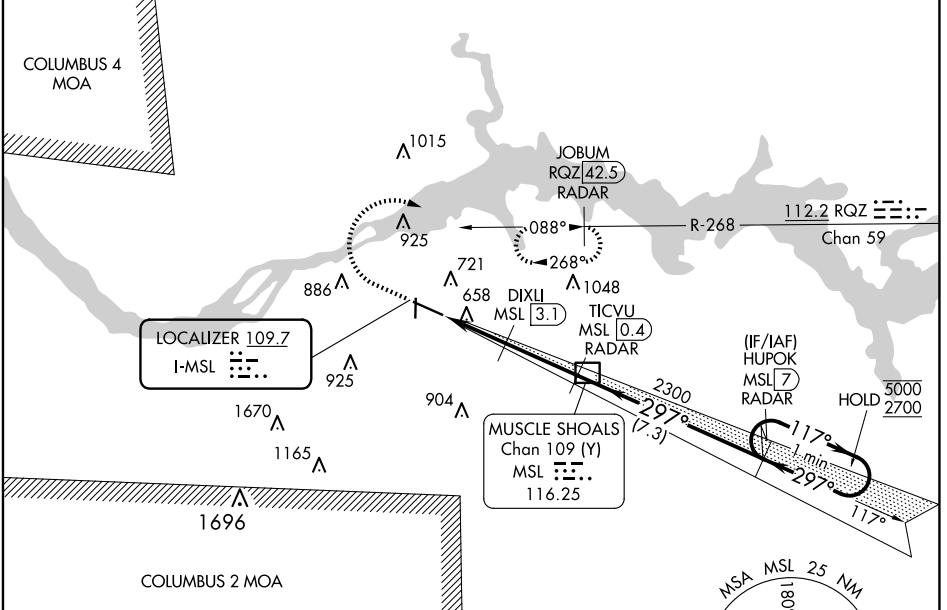 COLUMBUS 4
MOA
1015
JOBUM
RQZ 42.5
RADAR
112.2 RQZ
Chan 59
R-268
088°
268°
925
886
721
658
1048
DIXLI
MSL 3.1
TICVU
MSL 0.4
RADAR
(IF/IAF)
HUPOK
MSL 7
RADAR
HOLD
5000
2700
LOCALIZER 109.7
I-MSL
925
904
1670
1165
1696
2300
297°
(7.3)
117°
1 min
297°
117°
MUSCLE SHOALS
Chan 109 (Y)
MSL
116.25
COLUMBUS 2 MOA
MSA MSL 25 NM
180°